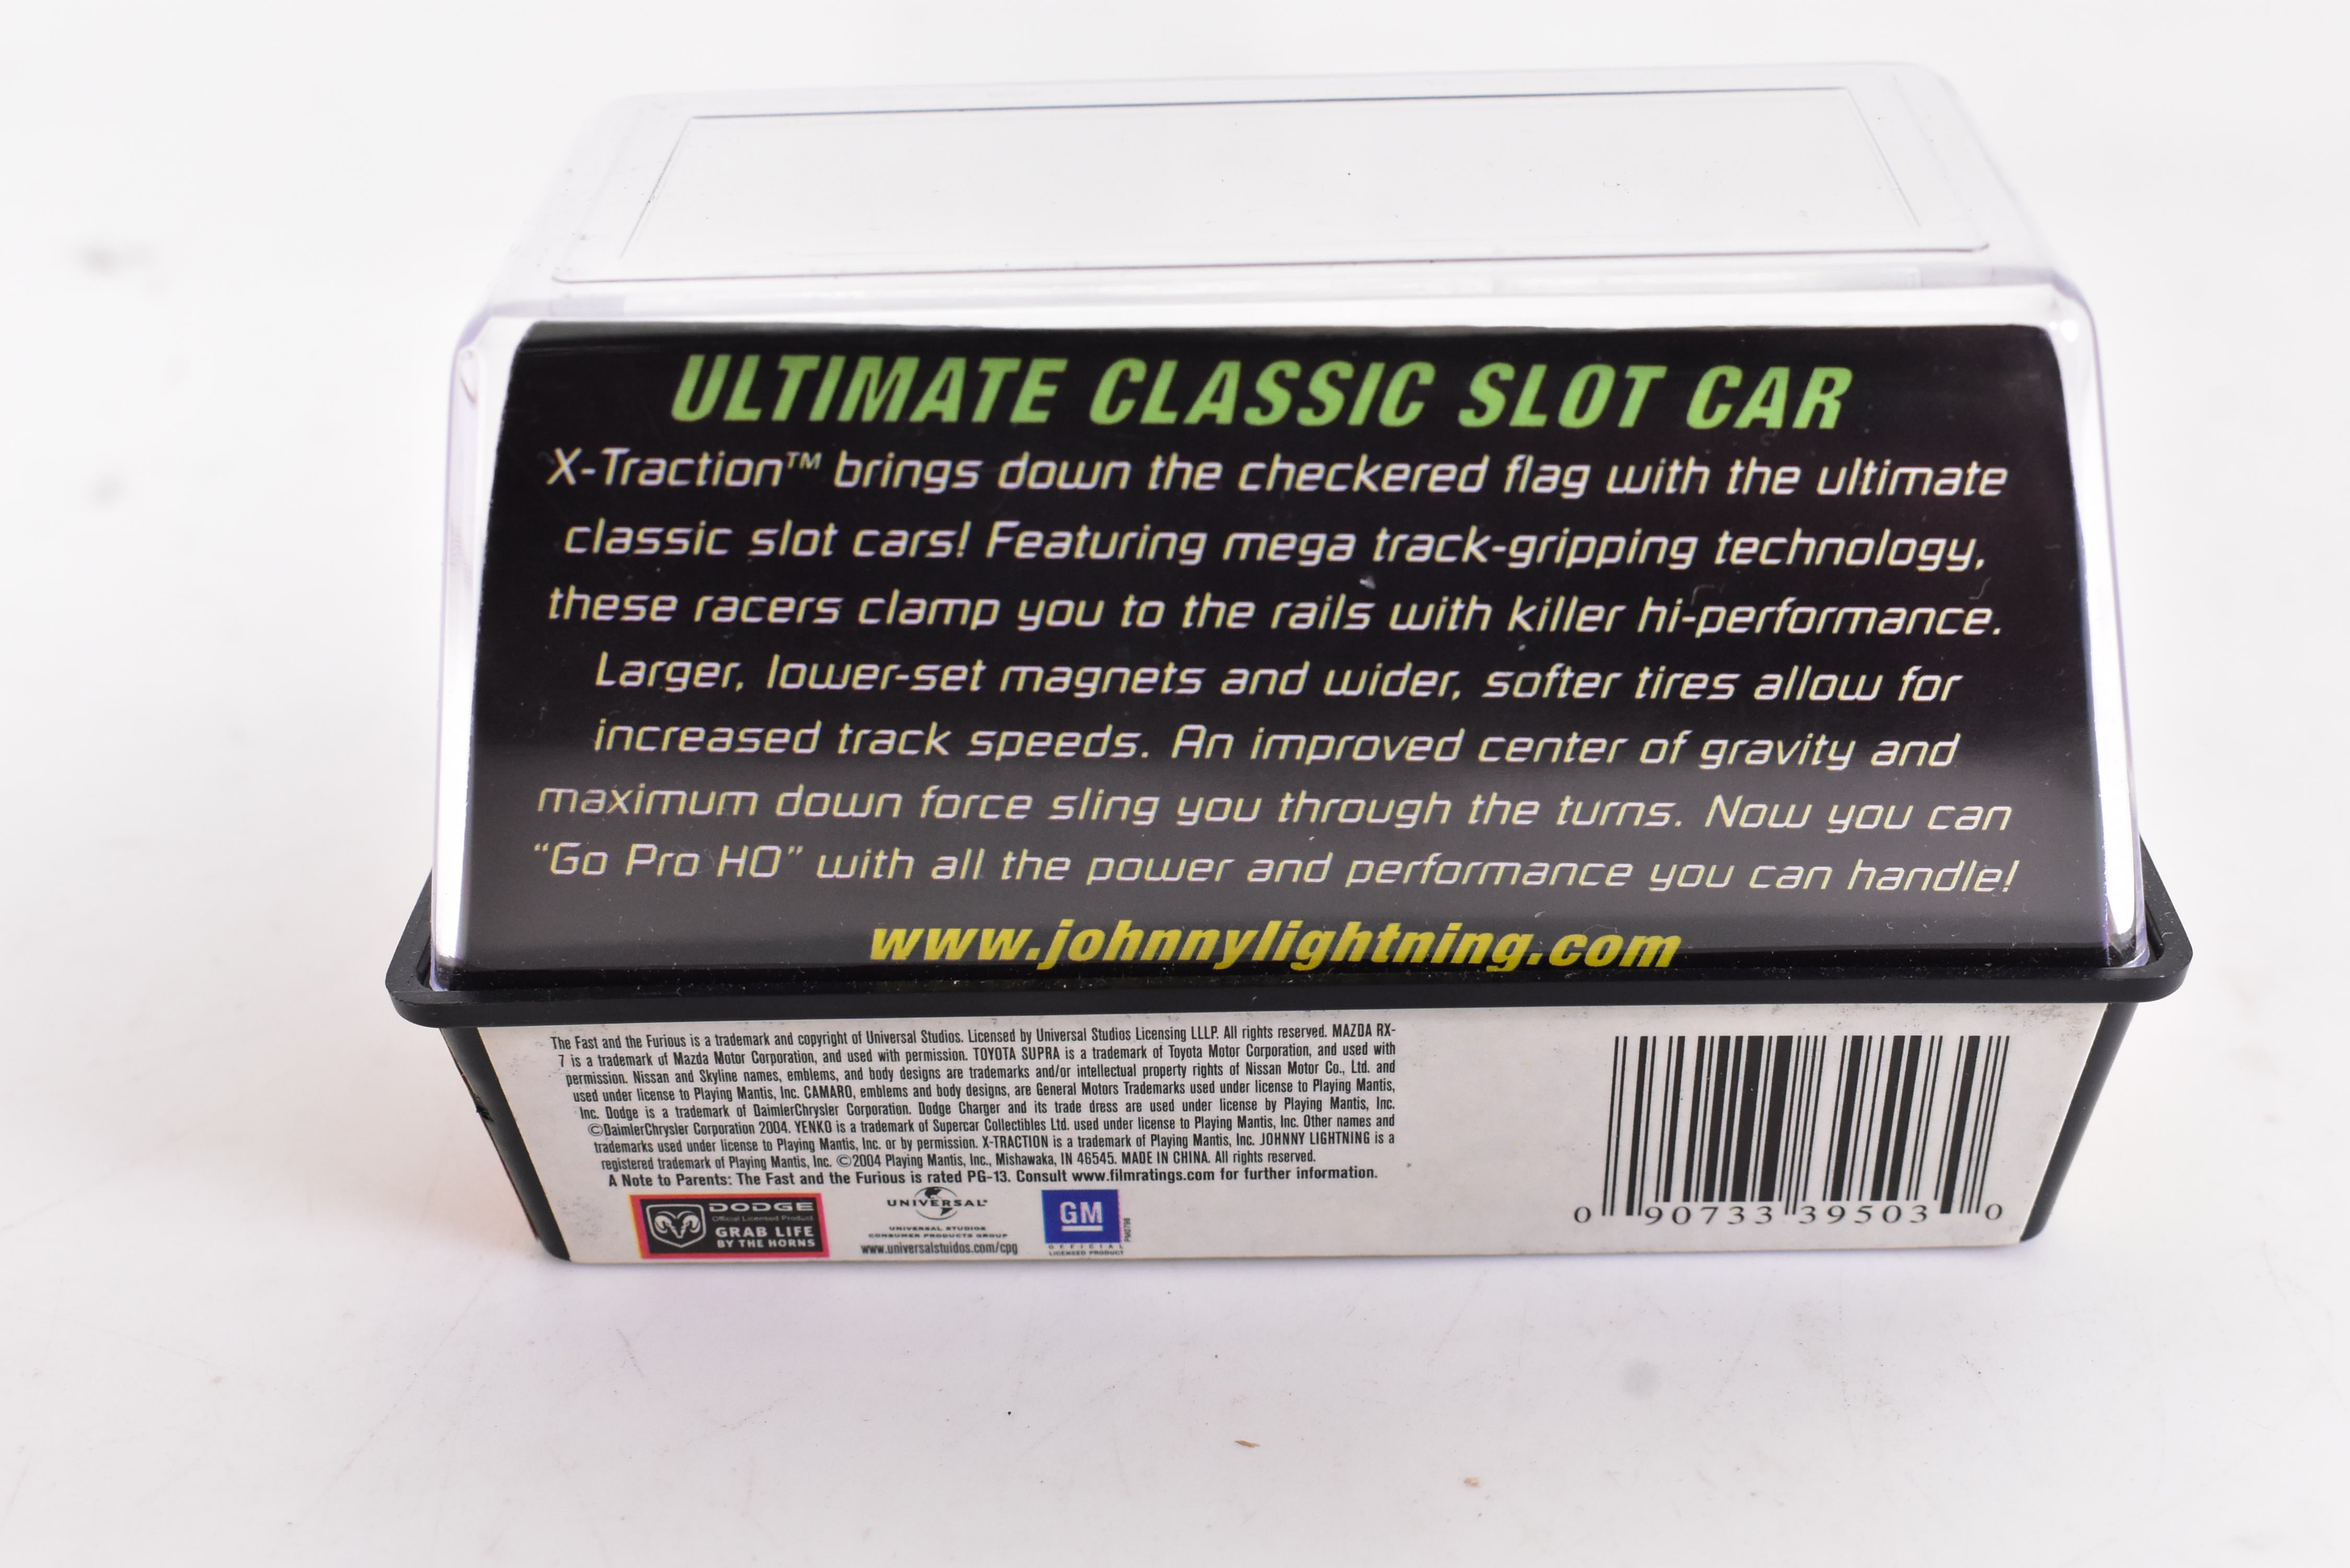 ULTIMATE CLASSIC SLOT CAR
X-Traction™ brings down the checkered flag with the ultimate
classic slot cars! Featuring mega track-gripping technology,
these racers clamp you to the rails with killer hi-performance.
Larger, lower-set magnets and wider, softer tires allow for
increased track speeds. An improved center of gravity and
maximum down force sling you through the turns. Now you can
"Go Pro HO" with all the power and performance you can handle!
www.johnnylightning.com
The Fast and the Furious is a trademark and copyright of Universal Studios. Licensed by Universal Studios Licensing LLLP. All rights reserved. MAZDA RX-
7 is a trademark of Mazda Motor Corporation, and used with permission. TOYOTA SUPRA is a trademark of Toyota Motor Corporation, and used with
permission. Nissan and Skyline names, emblems, and body designs are trademarks and/or intellectual property rights of Nissan Motor Co., Ltd. and
used under license to Playing Mantis, Inc. CAMARO, emblems and body designs, are General Motors Trademarks used under license to Playing Mantis,
Inc. Dodge is a trademark of DaimlerChrysler Corporation. Dodge Charger and its trade dress are used under license by Playing Mantis, Inc.
©DaimlerChrysler Corporation 2004. YENKO is a trademark of Supercar Collectibles Ltd. used under license to Playing Mantis, Inc. Other names and
trademarks used under license to Playing Mantis, Inc. or by permission. X-TRACTION is a trademark of Playing Mantis, Inc. JOHNNY LIGHTNING is a
registered trademark of Playing Mantis, Inc. ©2004 Playing Mantis, Inc., Mishawaka, IN 46545. MADE IN CHINA. All rights reserved.
A Note to Parents: The Fast and the Furious is rated PG-13. Consult www.filmratings.com for further information.
DODGE
Official Licensed Product
GRAB LIFE
BY THE HORNS
UNIVERSAL
UNIVERSAL STUDIOS
CONSUMER PRODUCTS GROUP
www.universalstuidos.com/cpg
GM
OFFICIAL
LICENSED PRODUCT
0 90733 39503 0